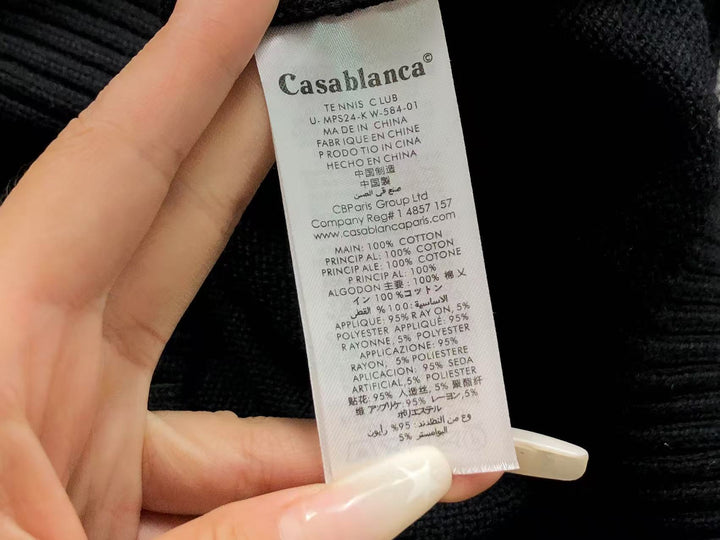 Casablanca©
TENNIS CLUB
U- MPS24-KW-584-01
MADE IN CHINA
FABRIQUE EN CHINE
PRODOTIO IN CINA
HECHO EN CHINA
中国制造
中国製
صنع في الصين
CBParis Group Ltd
Company Reg# 14857 157
www.casablancaparis.com
MAIN: 100% COTTON
PRINCIPAL: 100% COTON
PRINCIPALE: 100% COTONE
PRINCIPAL: 100%
ALGODON 主要: 100% 棉 乂
イン 100%コットン
الاساسية: 100% القطن
APPLIQUE: 95% RAYON, 5%
POLYESTER APPLIQUÉ: 95%
RAYONNE, 5% POLYESTER
APPLICAZIONE: 95%
RAYON, 5% POLIESTERE
APLICACION: 95% SEDA
ARTIFICIAL, 5% POLIESTER
贴花: 95% 人造丝, 5% 聚酯纤
维 アップリケ: 95% レーヨン, 5%
ポリエステル
95% رايون
5%